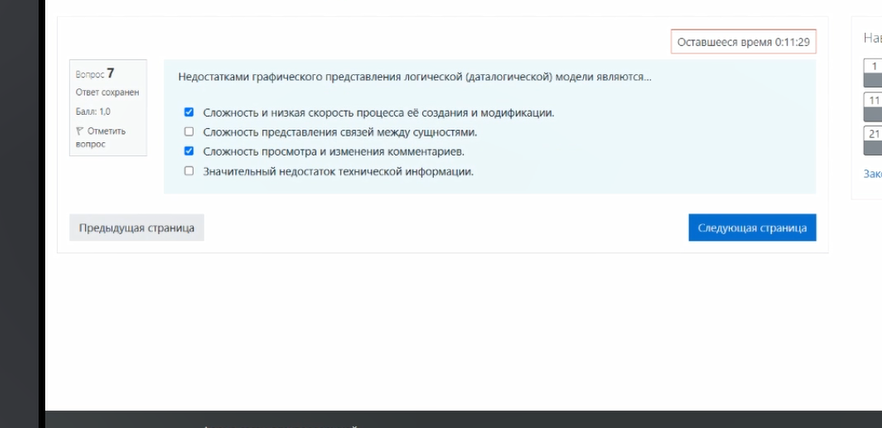 Оставшееся время 0:11:29
Вопрос 7
Ответ сохранен
Балл: 1,0
Отметить
вопрос
Недостатками графического представления логической (даталогической) модели являются...
Сложность и низкая скорость процесса её создания и модификации.
Сложность представления связей между сущностями.
Сложность просмотра и изменения комментариев.
Значительный недостаток технической информации.
Предыдущая страница
Следующая страница
1
11
21